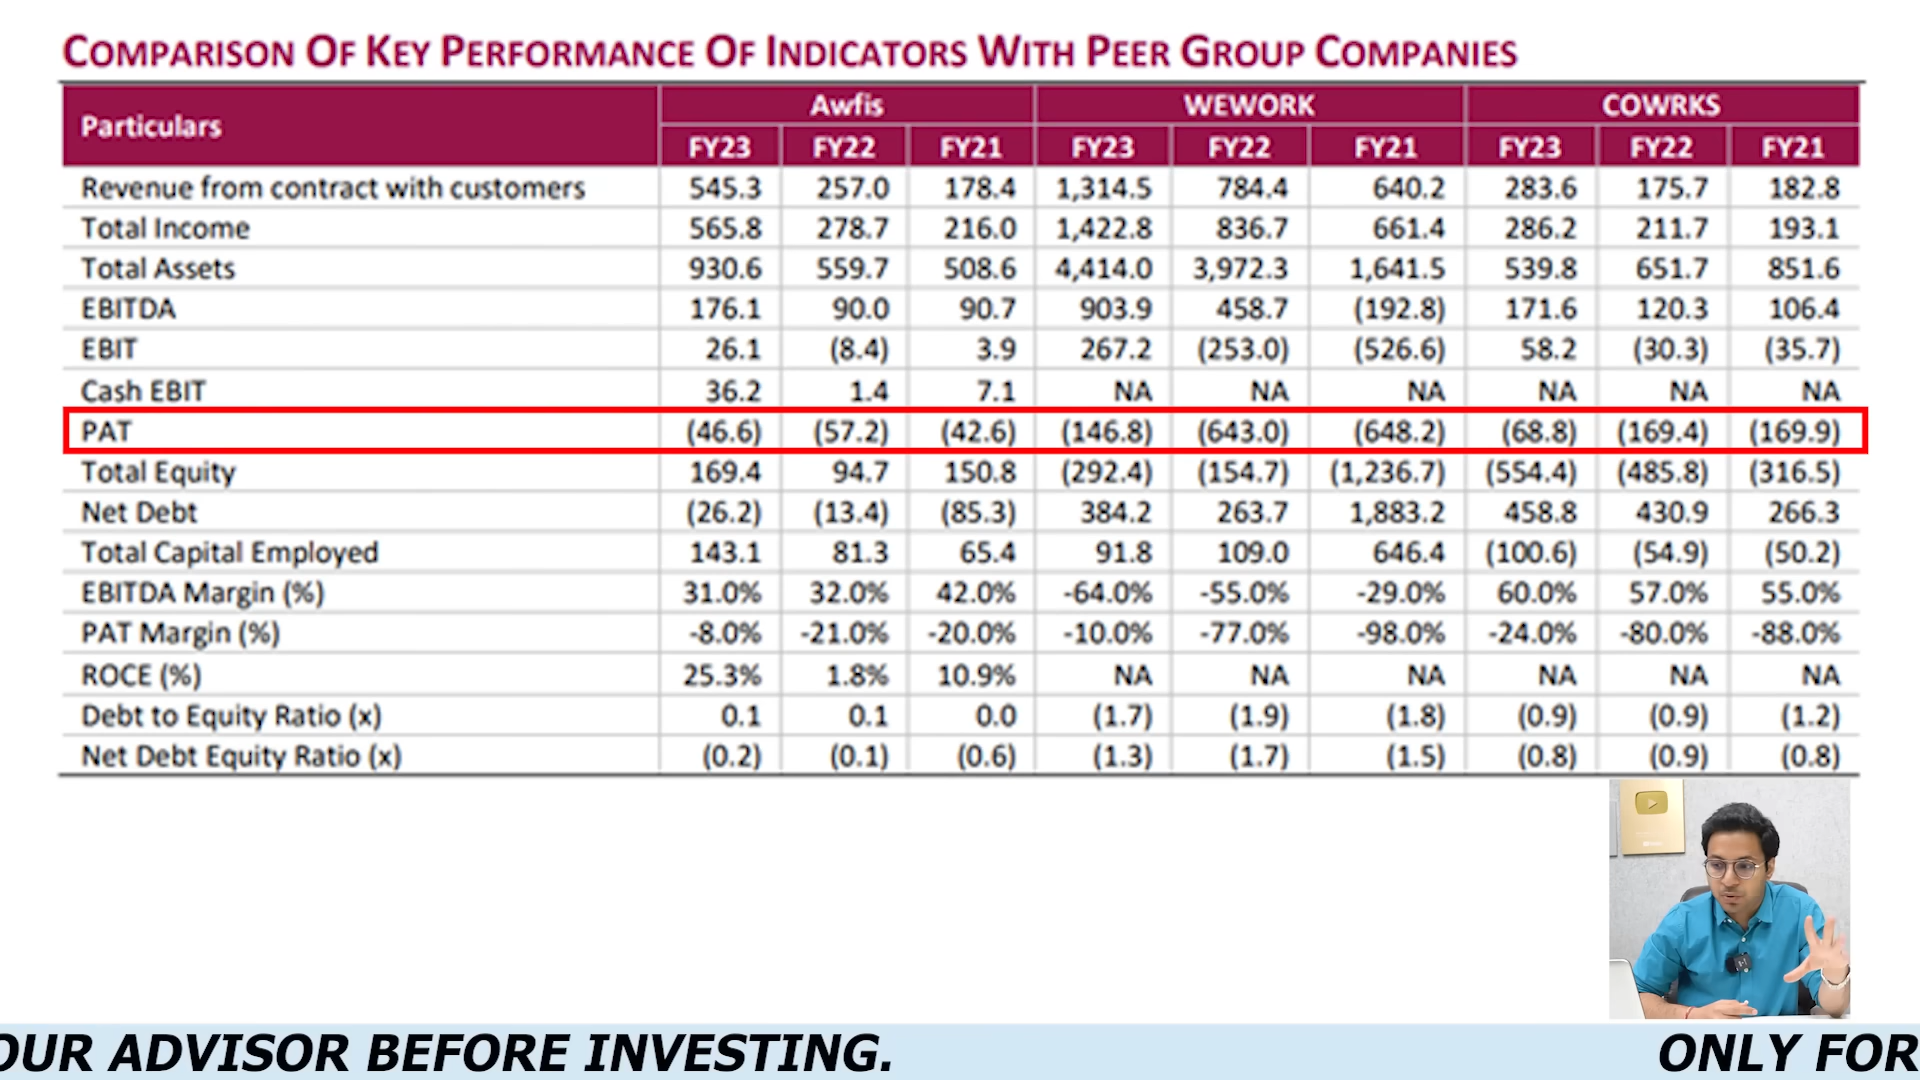 COMPARISON OF KEY PERFORMANCE OF INDICATORS WITH PEER GROUP COMPANIES
Particulars Awfis WEWORK COWRKS
FY23 FY22 FY21 FY23 FY22 FY21 FY23 FY22 FY21
Revenue from contract with customers 545.3 257.0 178.4 1,314.5 784.4 640.2 283.6 175.7 182.8
Total Income 565.8 278.7 216.0 1,422.8 836.7 661.4 286.2 211.7 193.1
Total Assets 930.6 559.7 508.6 4,414.0 3,972.3 1,641.5 539.8 651.7 851.6
EBITDA 176.1 90.0 90.7 903.9 458.7 (192.8) 171.6 120.3 106.4
EBIT 26.1 (8.4) 3.9 267.2 (253.0) (526.6) 58.2 (30.3) (35.7)
Cash EBIT 36.2 1.4 7.1 NA NA NA NA NA NA
PAT (46.6) (57.2) (42.6) (146.8) (643.0) (648.2) (68.8) (169.4) (169.9)
Total Equity 169.4 94.7 150.8 (292.4) (154.7) (1,236.7) (554.4) (485.8) (316.5)
Net Debt (26.2) (13.4) (85.3) 384.2 263.7 1,883.2 458.8 430.9 266.3
Total Capital Employed 143.1 81.3 65.4 91.8 109.0 646.4 (100.6) (54.9) (50.2)
EBITDA Margin (%) 31.0% 32.0% 42.0% -64.0% -55.0% -29.0% 60.0% 57.0% 55.0%
PAT Margin (%) -8.0% -21.0% -20.0% -10.0% -77.0% -98.0% -24.0% -80.0% -88.0%
ROCE (%) 25.3% 1.8% 10.9% NA NA NA NA NA NA
Debt to Equity Ratio (x) 0.1 0.1 0.0 (1.7) (1.9) (1.8) (0.9) (0.9) (1.2)
Net Debt Equity Ratio (x) (0.2) (0.1) (0.6) (1.3) (1.7) (1.5) (0.8) (0.9) (0.8)
OUR ADVISOR BEFORE INVESTING. ONLY FOR